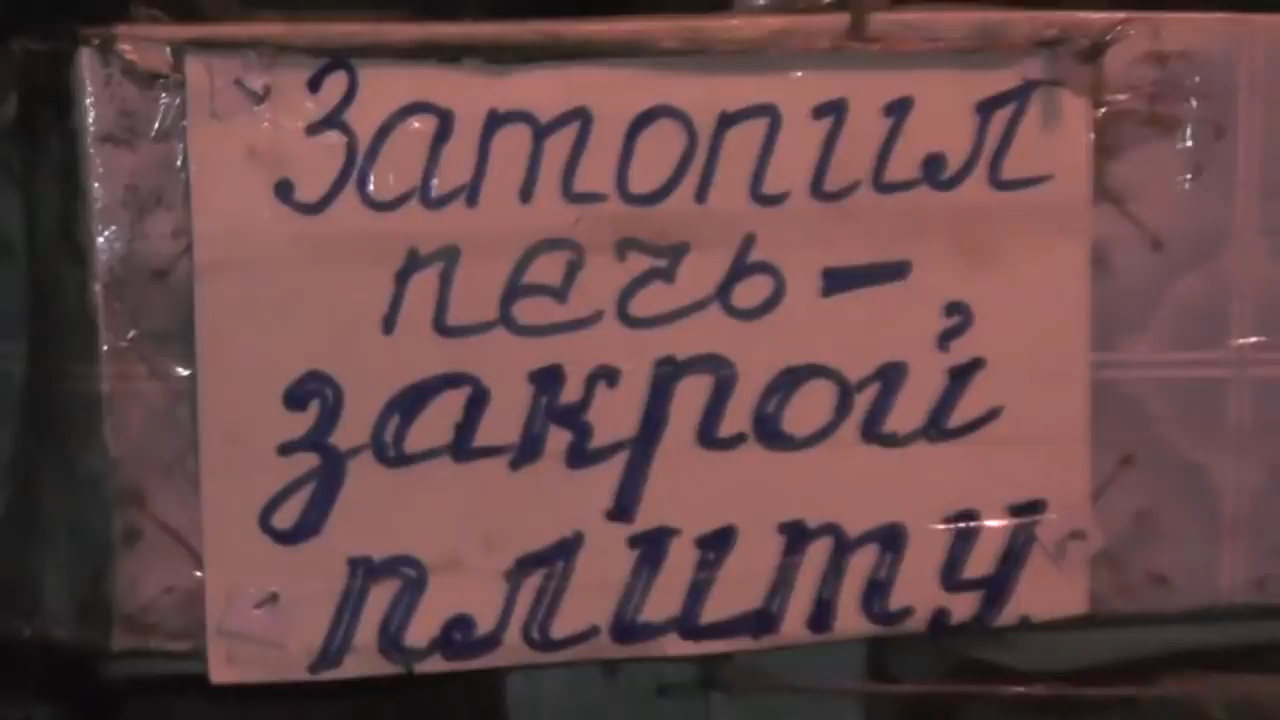 Затопил
печь -
закрой
плиту